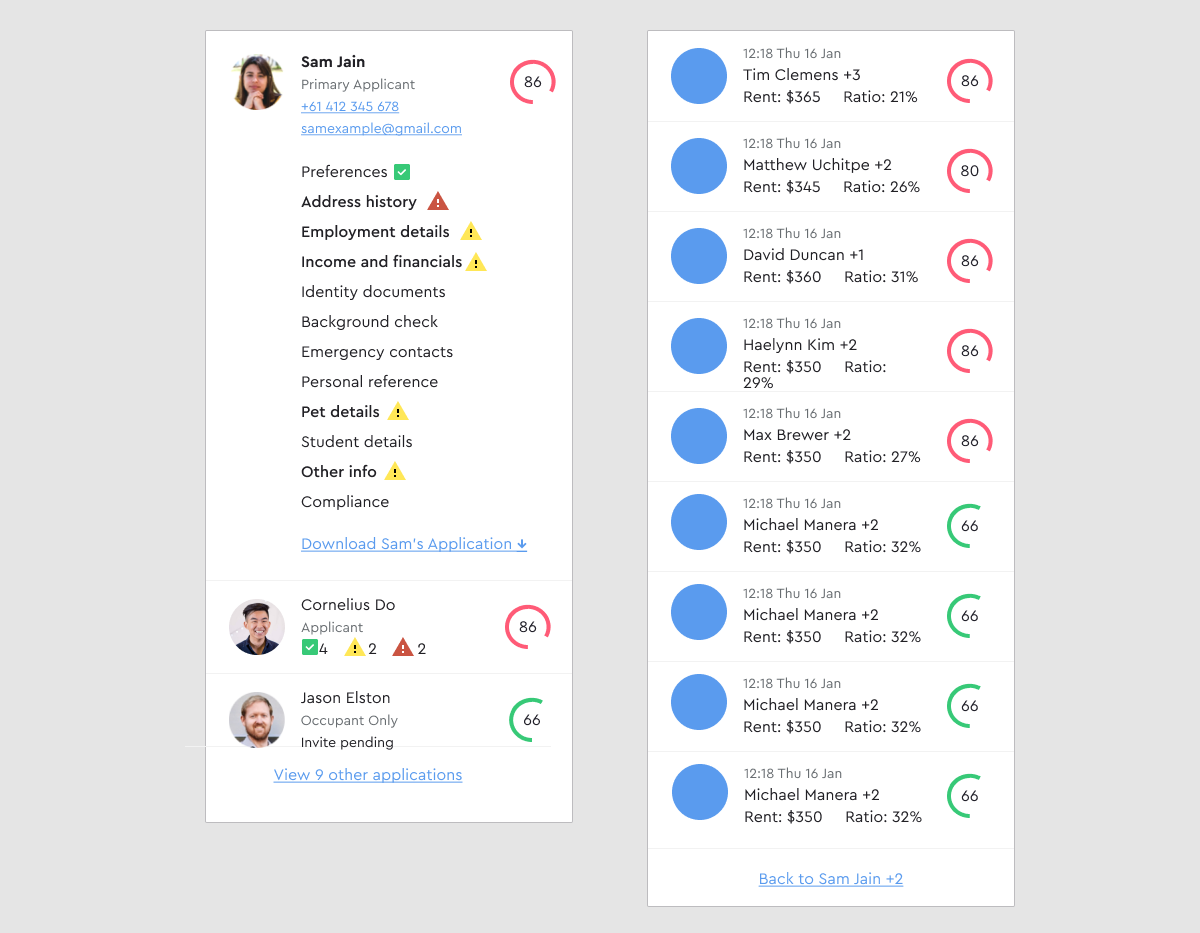 Sam Jain
86
Primary Applicant
+61 412 345 678
samexample@gmail.com
Preferences
Address history
Employment details
Income and financials
Identity documents
Background check
Emergency contacts
Personal reference
Pet details
Student details
Other info
Compliance
Download Sam's Application
Cornelius Do
86
Applicant
4 2 2
Jason Elston
66
Occupant Only
Invite pending
View 9 other applications
12:18 Thu 16 Jan
Tim Clemens +3
86
Rent: $365 Ratio: 21%
12:18 Thu 16 Jan
Matthew Uchitpe +2
80
Rent: $345 Ratio: 26%
12:18 Thu 16 Jan
David Duncan +1
86
Rent: $360 Ratio: 31%
12:18 Thu 16 Jan
Haelynn Kim +2
86
Rent: $350 Ratio:
29%
12:18 Thu 16 Jan
Max Brewer +2
86
Rent: $350 Ratio: 27%
12:18 Thu 16 Jan
Michael Manera +2
66
Rent: $350 Ratio: 32%
12:18 Thu 16 Jan
Michael Manera +2
66
Rent: $350 Ratio: 32%
12:18 Thu 16 Jan
Michael Manera +2
66
Rent: $350 Ratio: 32%
12:18 Thu 16 Jan
Michael Manera +2
66
Rent: $350 Ratio: 32%
Back to Sam Jain +2